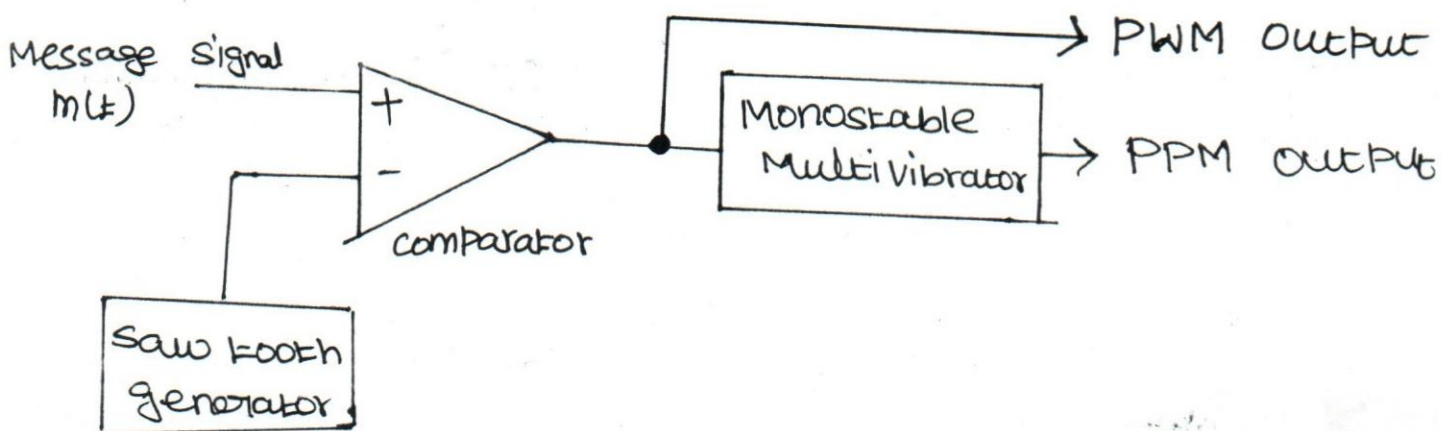 Message Signal
m(t)
+
-
comparator
Saw tooth
generator
Monostable
Multivibrator
PWM output
PPM output